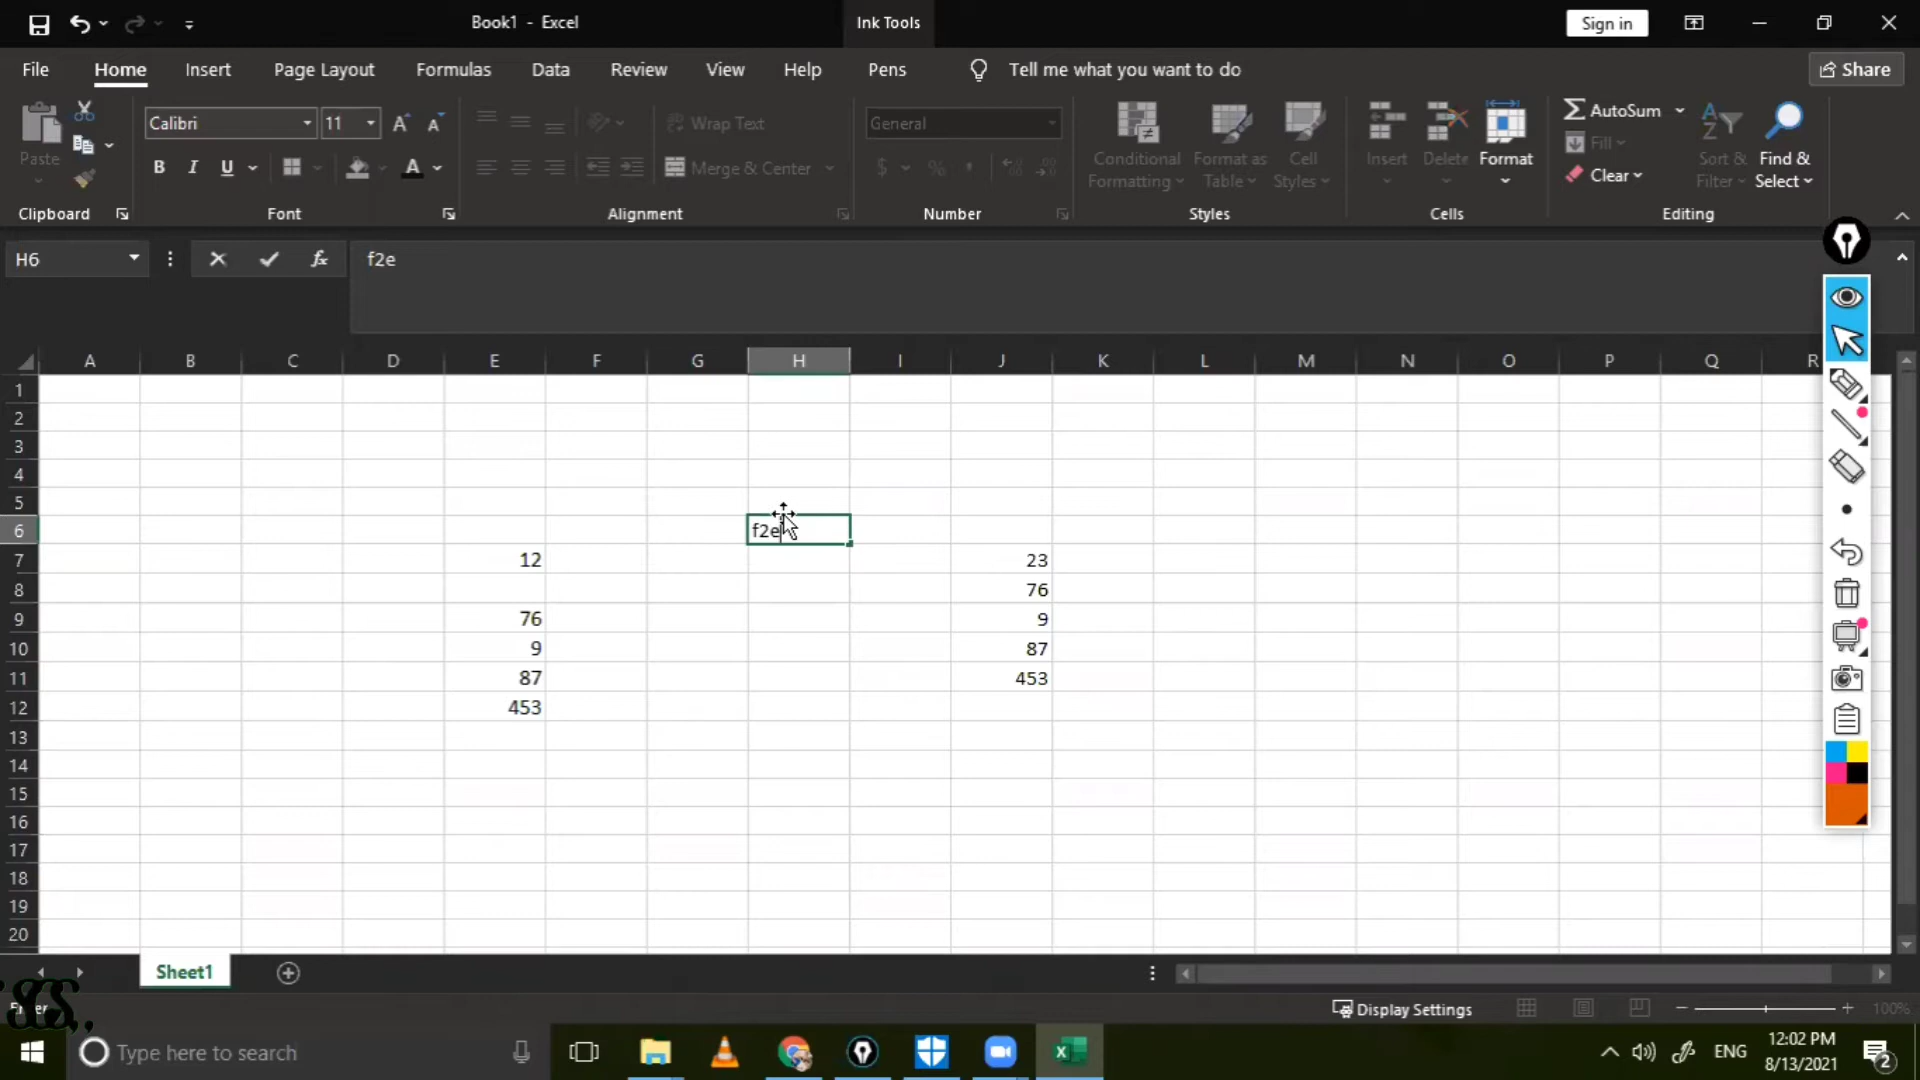 Book1 - Excel
Ink Tools
Sign in
File Home Insert Page Layout Formulas Data Review View Help Pens Tell me what you want to do Share
Paste
Calibri 11
A A
Wrap Text
General
Conditional Formatting
Format as Table
Cell Styles
Insert
Delete
Format
AutoSum
Fill
Clear
Sort & Filter
Find & Select
B I U A
Merge & Center
$ %
Clipboard Font Alignment Number Styles Cells Editing
H6 fx f2e
A B C D E F G H I J K L M N O P Q R
1
2
3
4
5
6 f2e
7 12 23
8 76
9 76 9
10 9 87
11 87 453
12 453
13
14
15
16
17
18
19
20
Sheet1
Display Settings 100%
Type here to search
ENG
12:02 PM
8/13/2021
2